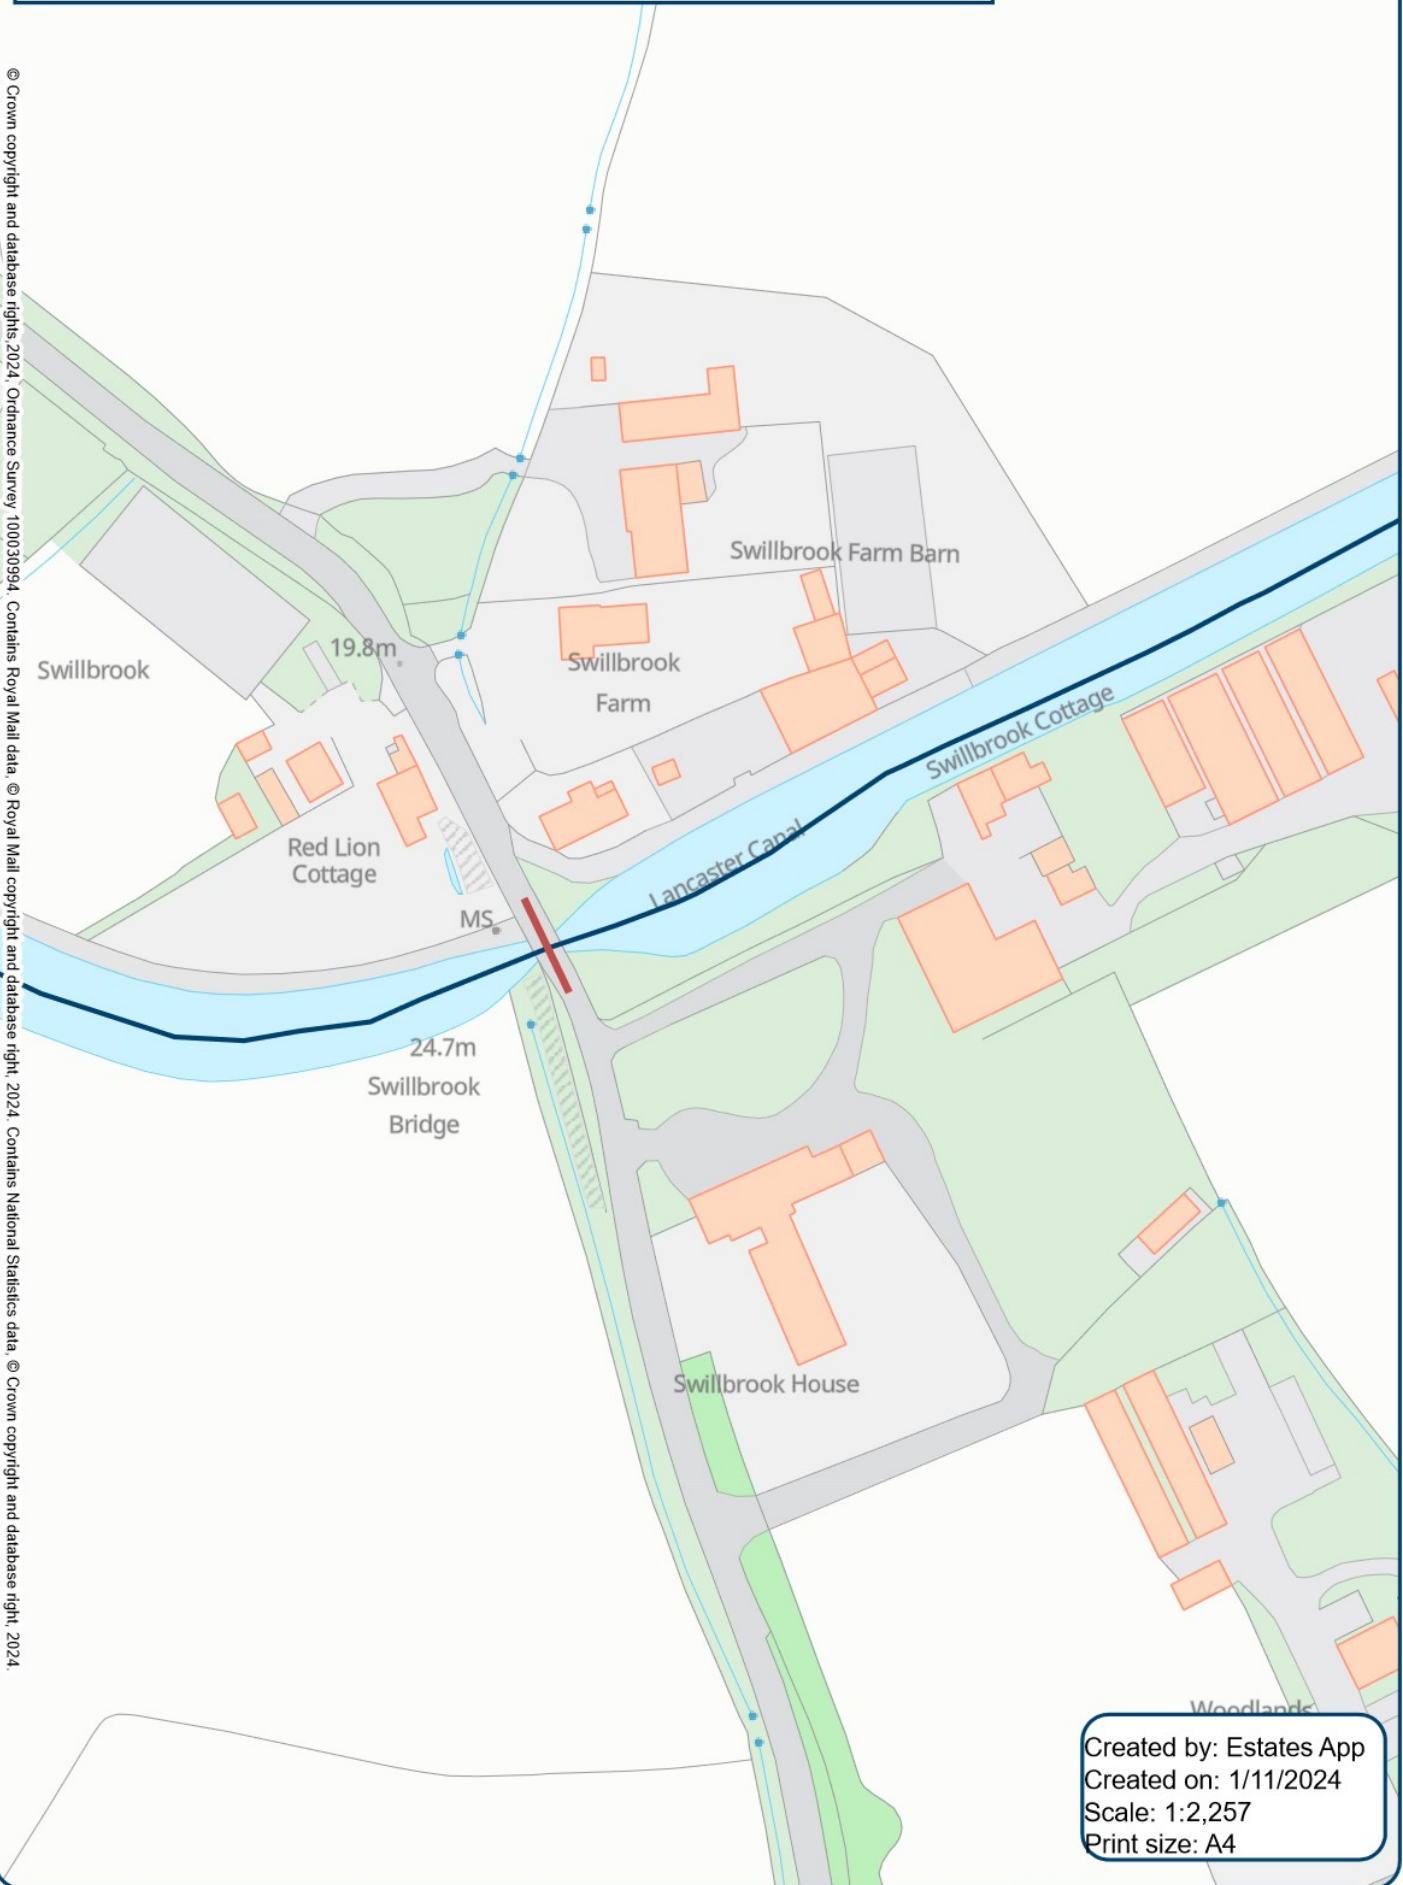 © Crown copyright and database rights,2024, Ordnance Survey 100030994. Contains Royal Mail data, © Royal Mail copyright and database right, 2024. Contains National Statistics data, © Crown copyright and database right, 2024.
Swillbrook Farm Barn
19.8m
Swillbrook
Swillbrook
Farm
Swillbrook Cottage
Red Lion
Cottage
Lancaster Canal
MS
24.7m
Swillbrook
Bridge
Swillbrook House
Woodlands
Created by: Estates App
Created on: 1/11/2024
Scale: 1:2,257
Print size: A4